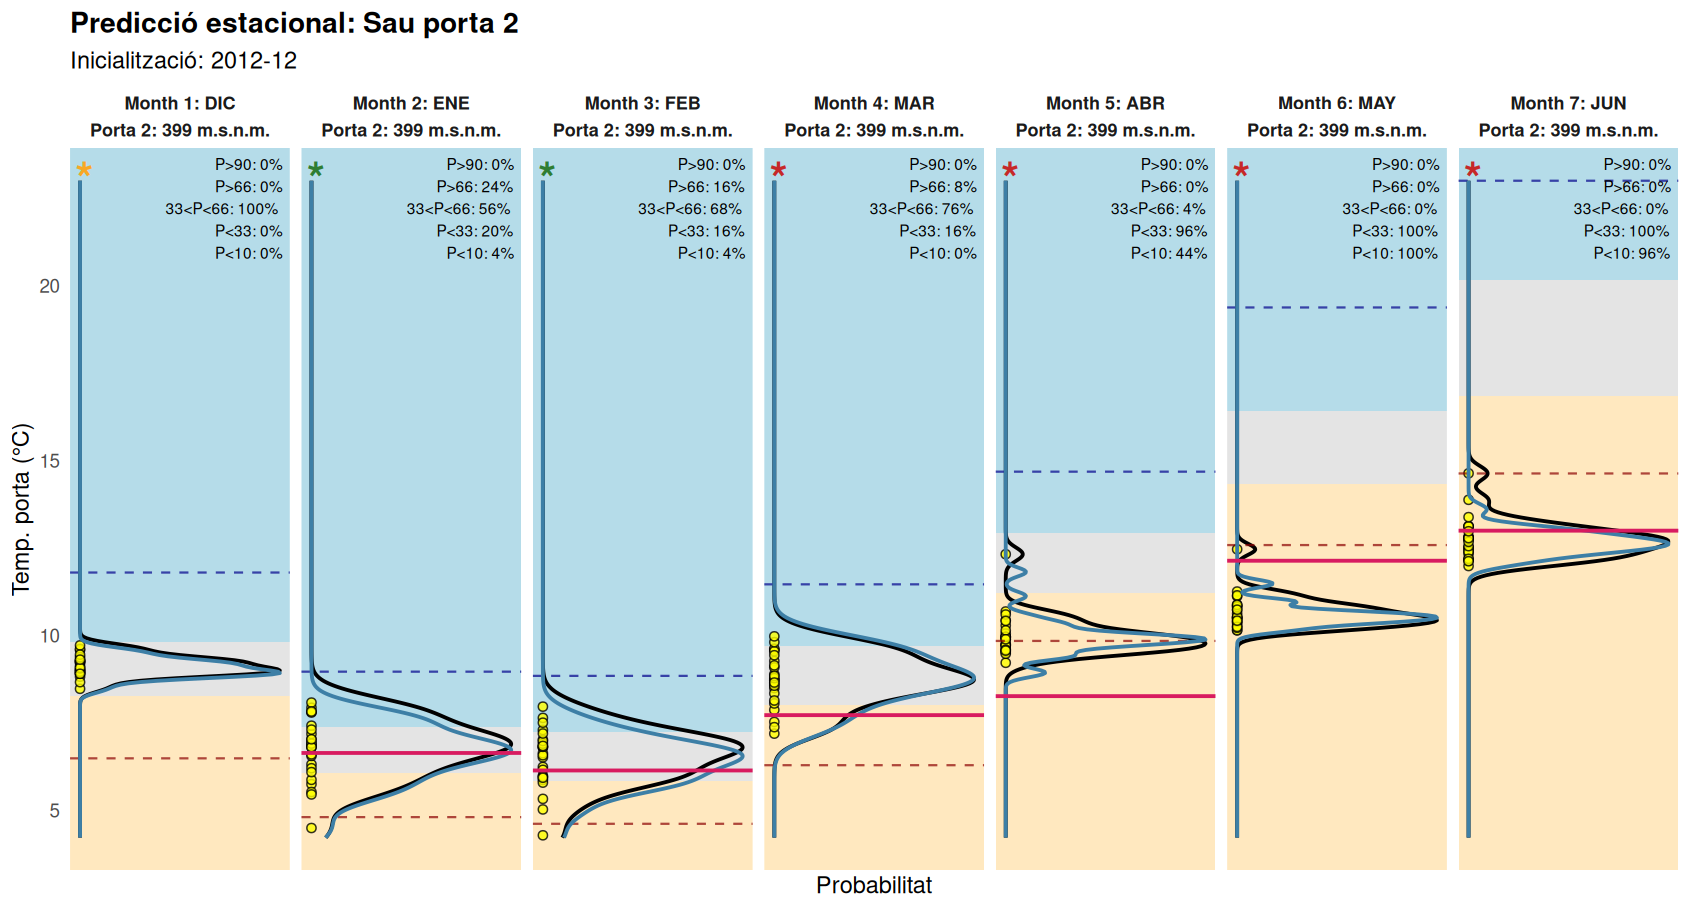 Predicció estacional: Sau porta 2
Inicialització: 2012-12
Month 1: DIC
Porta 2: 399 m.s.n.m.
Month 2: ENE
Porta 2: 399 m.s.n.m.
Month 3: FEB
Porta 2: 399 m.s.n.m.
Month 4: MAR
Porta 2: 399 m.s.n.m.
Month 5: ABR
Porta 2: 399 m.s.n.m.
Month 6: MAY
Porta 2: 399 m.s.n.m.
Month 7: JUN
Porta 2: 399 m.s.n.m.
*
P>90: 0%
P>66: 0%
33<P<66: 100%
P<33: 0%
P<10: 0%
*
P>90: 0%
P>66: 24%
33<P<66: 56%
P<33: 20%
P<10: 4%
*
P>90: 0%
P>66: 16%
33<P<66: 68%
P<33: 16%
P<10: 4%
*
P>90: 0%
P>66: 8%
33<P<66: 76%
P<33: 16%
P<10: 0%
*
P>90: 0%
P>66: 0%
33<P<66: 4%
P<33: 96%
P<10: 44%
*
P>90: 0%
P>66: 0%
33<P<66: 0%
P<33: 100%
P<10: 100%
*
P>90: 0%
P>66: 0%
33<P<66: 0%
P<33: 100%
P<10: 96%
20
15
10
5
Temp. porta (°C)
Probabilitat